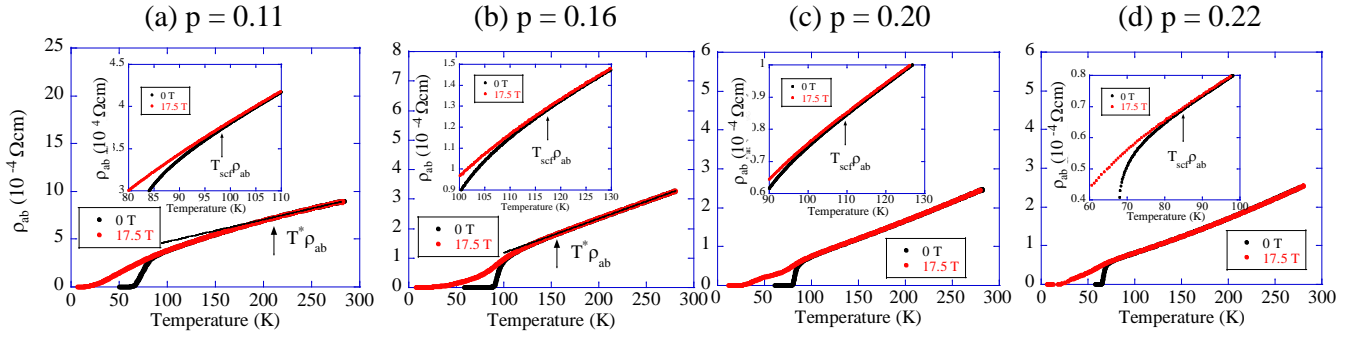 (a) p = 0.11
25
20
15
10
5
0
0 50 100 150 200 250 300
ρab (10⁻⁴ Ωcm)
Temperature (K)
0 T
17.5 T
T*ρab
4.5
4
3
80 85 90 95 100 105 110
ρab (10⁻⁴ Ωcm)
Temperature (K)
0 T
17.5 T
Tscfρab
(b) p = 0.16
8
7
6
5
4
3
2
1
0
0 50 100 150 200 250 300
ρab (10⁻⁴ Ωcm)
Temperature (K)
0 T
17.5 T
T*ρab
1.5
1.4
1.3
1.2
1.1
1.0
0.9
100 105 110 115 120 125 130
Temperature (K)
0 T
17.5 T
Tscfρab
(c) p = 0.20
6
5
4
3
2
1
0
0 50 100 150 200 250 300
ρab (10⁻⁴ Ωcm)
Temperature (K)
0 T
17.5 T
1
0.9
0.6
90 100 110 120 130
Temperature (K)
0 T
17.5 T
Tscfρab
(d) p = 0.22
6
5
4
3
2
1
0
0 50 100 150 200 250 300
ρab (10⁻⁴ Ωcm)
Temperature (K)
0 T
17.5 T
0.8
0.7
0.6
0.5
0.4
60 70 80 90 100
Temperature (K)
0 T
17.5 T
Tscfρab